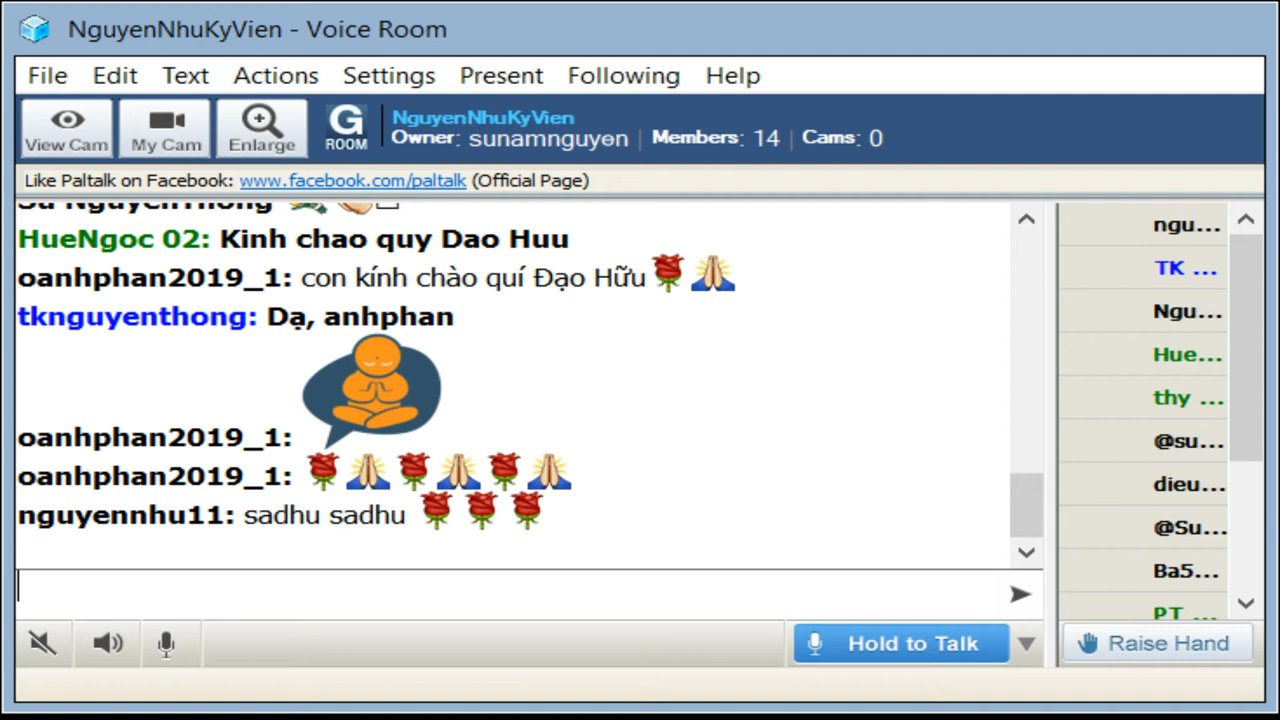 NguyenNhuKyVien - Voice Room
File Edit Text Actions Settings Present Following Help
View Cam My Cam Enlarge G ROOM
NguyenNhuKyVien
Owner: sunamnguyen | Members: 14 | Cams: 0
Like Paltalk on Facebook: www.facebook.com/paltalk (Official Page)
Su NguyenThong
HueNgoc 02: Kinh chao quy Dao Huu
oanhphan2019_1: con kính chào quí Đạo Hữu
tknguyenthong: Dạ, anhphan
oanhphan2019_1:
oanhphan2019_1:
nguyennhu11: sadhu sadhu
ngu...
TK ...
Ngu...
Hue...
thy ...
@su...
dieu...
@Su...
Ba5...
PT ...
Hold to Talk
Raise Hand